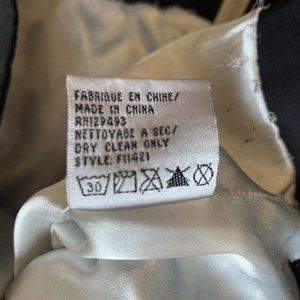 FABRIQUE EN CHINE/
MADE IN CHINA
RN129493
NETTOYAGE A SEC/
DRY CLEAN ONLY
STYLE: F11421
30